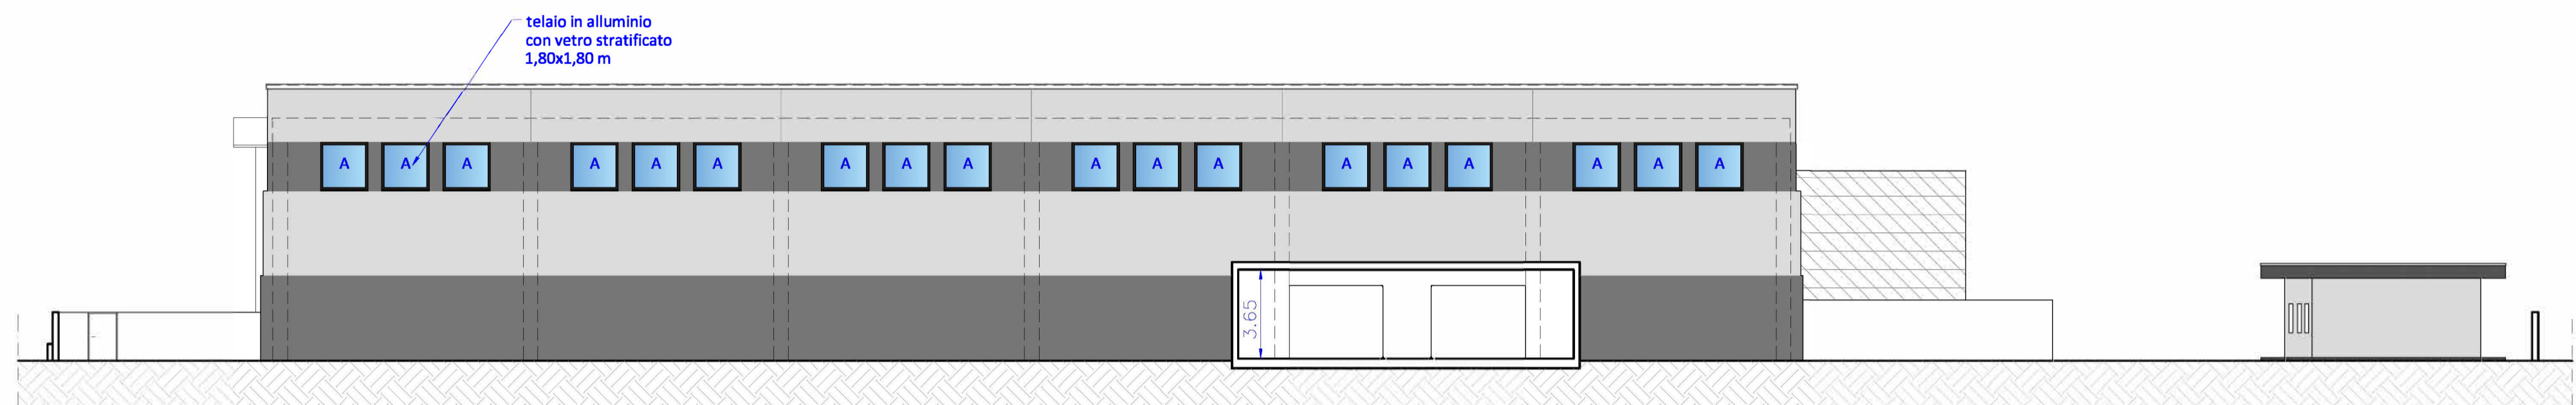 telaio in alluminio
con vetro stratificato
1,80x1,80 m
A A A A A A A A A A A A A A A A A A
3.65